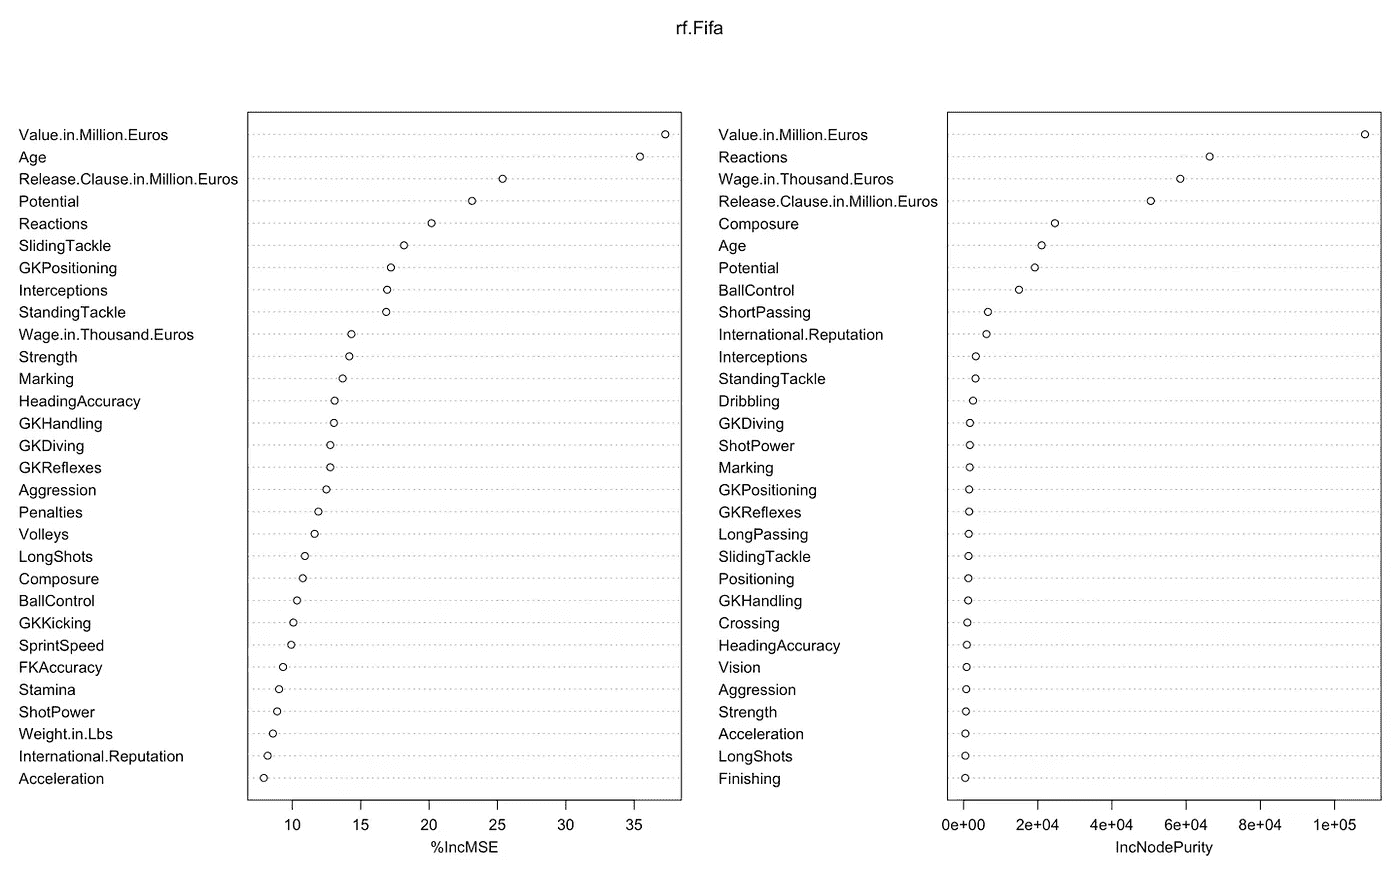 rf.Fifa
Value.in.Million.Euros
Age
Release.Clause.in.Million.Euros
Potential
Reactions
SlidingTackle
GKPositioning
Interceptions
StandingTackle
Wage.in.Thousand.Euros
Strength
Marking
HeadingAccuracy
GKHandling
GKDiving
GKReflexes
Aggression
Penalties
Volleys
LongShots
Composure
BallControl
GKKicking
SprintSpeed
FKAccuracy
Stamina
ShotPower
Weight.in.Lbs
International.Reputation
Acceleration
10 15 20 25 30 35
%IncMSE
Value.in.Million.Euros
Reactions
Wage.in.Thousand.Euros
Release.Clause.in.Million.Euros
Composure
Age
Potential
BallControl
ShortPassing
International.Reputation
Interceptions
StandingTackle
Dribbling
GKDiving
ShotPower
Marking
GKPositioning
GKReflexes
LongPassing
SlidingTackle
Positioning
GKHandling
Crossing
HeadingAccuracy
Vision
Aggression
Strength
Acceleration
LongShots
Finishing
0e+00 2e+04 4e+04 6e+04 8e+04 1e+05
IncNodePurity